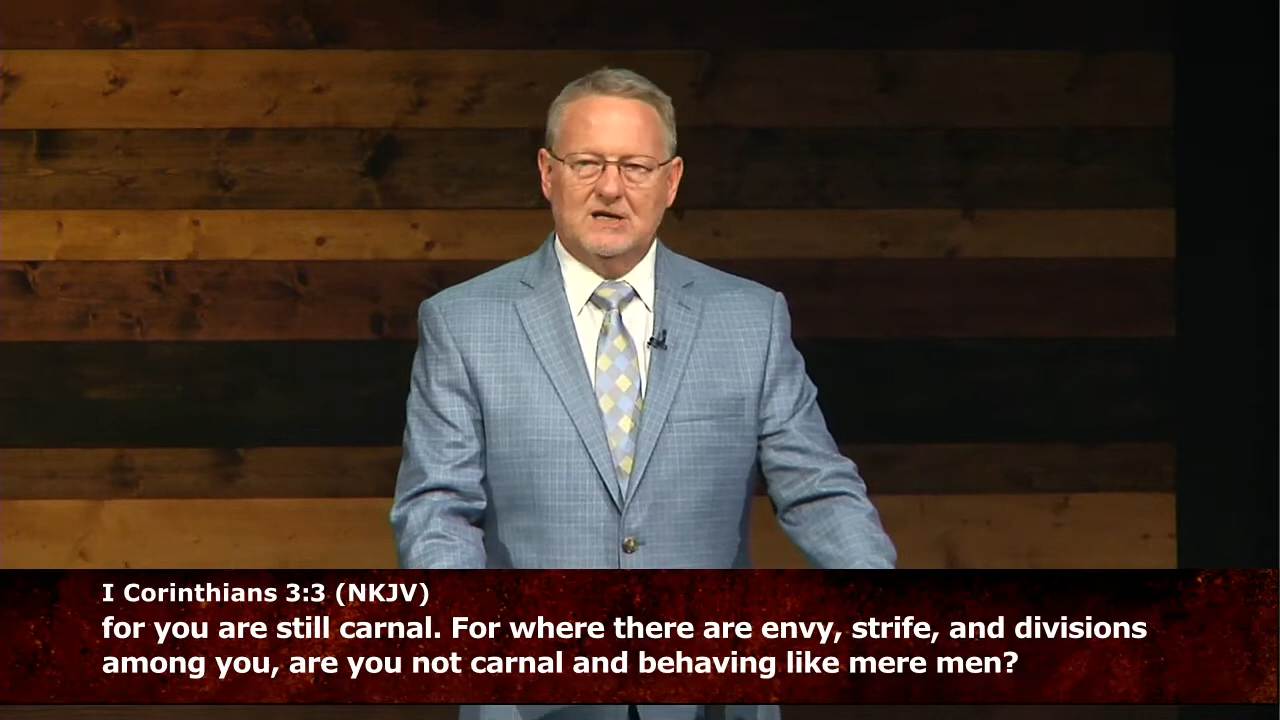 I Corinthians 3:3 (NKJV)
for you are still carnal. For where there are envy, strife, and divisions
among you, are you not carnal and behaving like mere men?